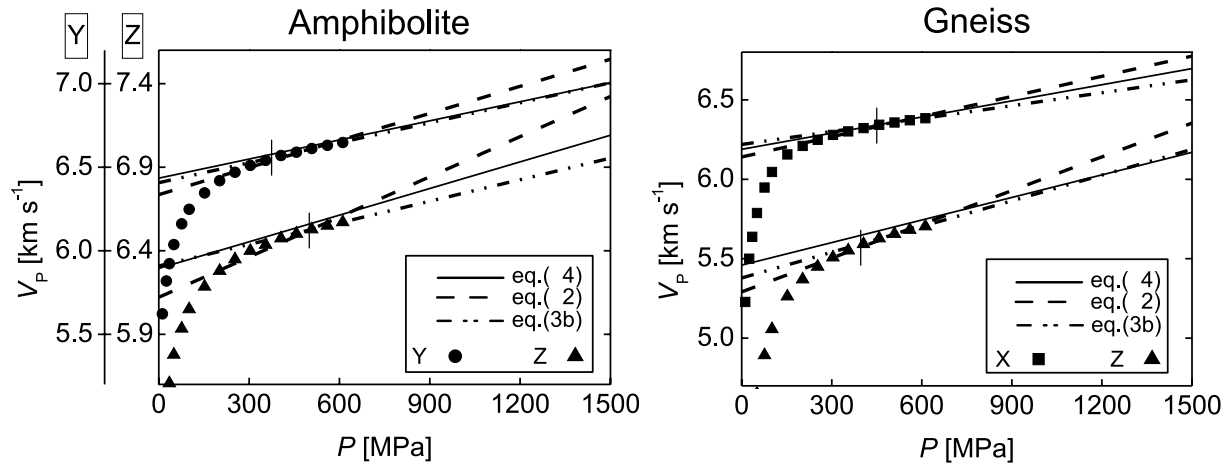 Amphibolite
Y Z
7.0 7.4
6.5 6.9
6.0 6.4
5.5 5.9
V_P [km s⁻¹]
eq.( 4)
eq.( 2)
eq.(3b)
Y Z
0 300 600 900 1200 1500
P [MPa]
Gneiss
6.5
6.0
5.5
5.0
V_P [km s⁻¹]
eq.( 4)
eq.( 2)
eq.(3b)
X Z
0 300 600 900 1200 1500
P [MPa]